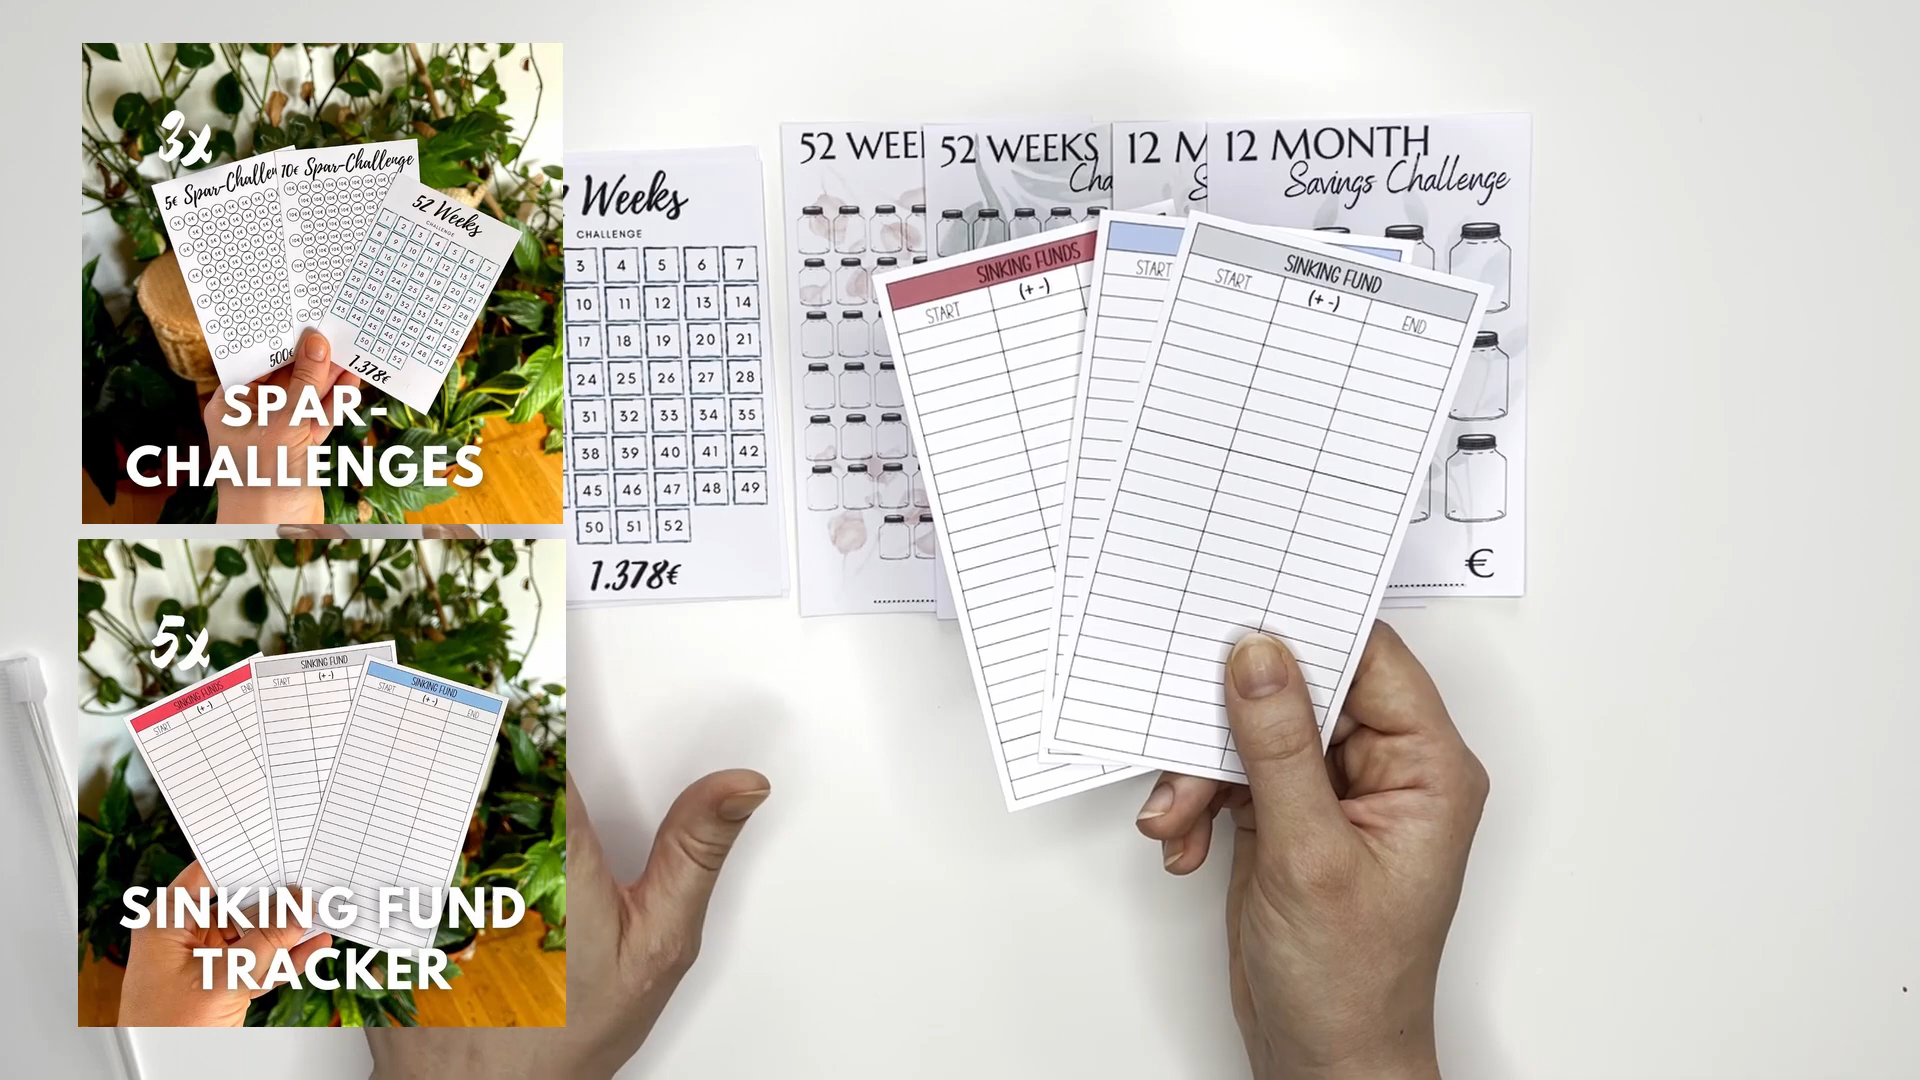 3x
5€ Spar-Challen
10€ Spar-Challenge
52 Weeks
CHALLENGE
500€
1.378€
SPAR-
CHALLENGES
5x
SINKING FUNDS
START
(+ -)
END
SINKING FUND
START
(+ -)
SINKING FUND
START
(+ -)
END
SINKING FUND
TRACKER
Weeks
CHALLENGE
3 4 5 6 7
10 11 12 13 14
17 18 19 20 21
24 25 26 27 28
31 32 33 34 35
38 39 40 41 42
45 46 47 48 49
50 51 52
1.378€
52 WEE
52 WEEKS
Cha
12 M
S
12 MONTH
Savings Challenge
€
SINKING FUNDS
START
(+ -)
START
SINKING FUND
START
(+ -)
END